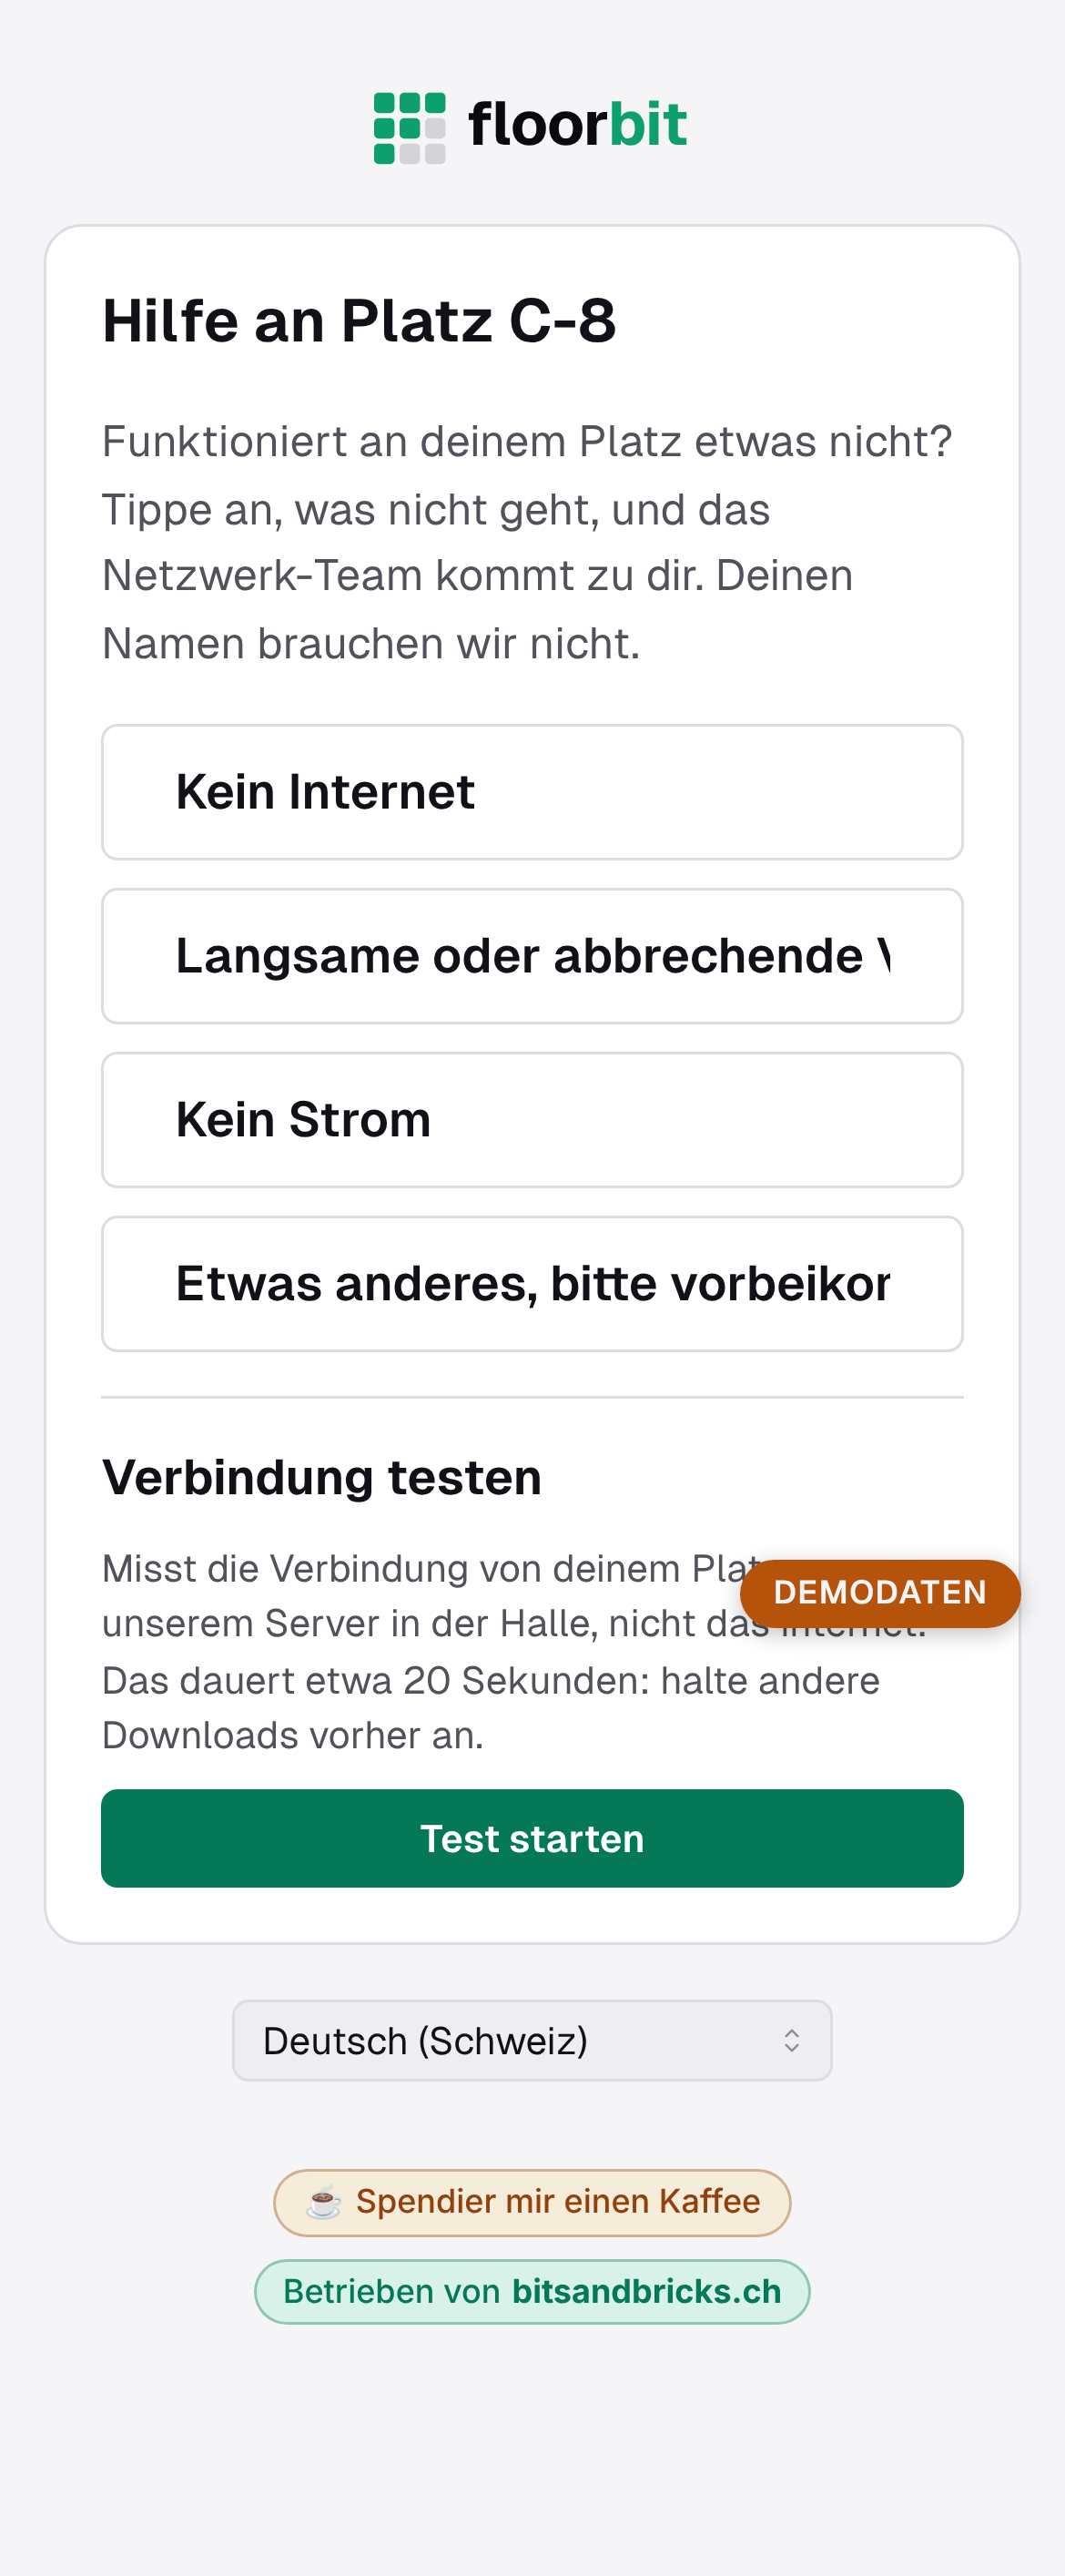 floorbit
Hilfe an Platz C-8
Funktioniert an deinem Platz etwas nicht?
Tippe an, was nicht geht, und das
Netzwerk-Team kommt zu dir. Deinen
Namen brauchen wir nicht.
Kein Internet
Langsame oder abbrechende
Kein Strom
Etwas anderes, bitte
Verbindung testen
Misst die Verbindung von deinem
DEMODATEN
unserem Server in der Halle, nicht das
Das dauert etwa 20 Sekunden: halte andere
Downloads vorher an.
Test starten
Deutsch (Schweiz)
Spendier mir einen Kaffee
Betrieben von bitsandbricks.ch